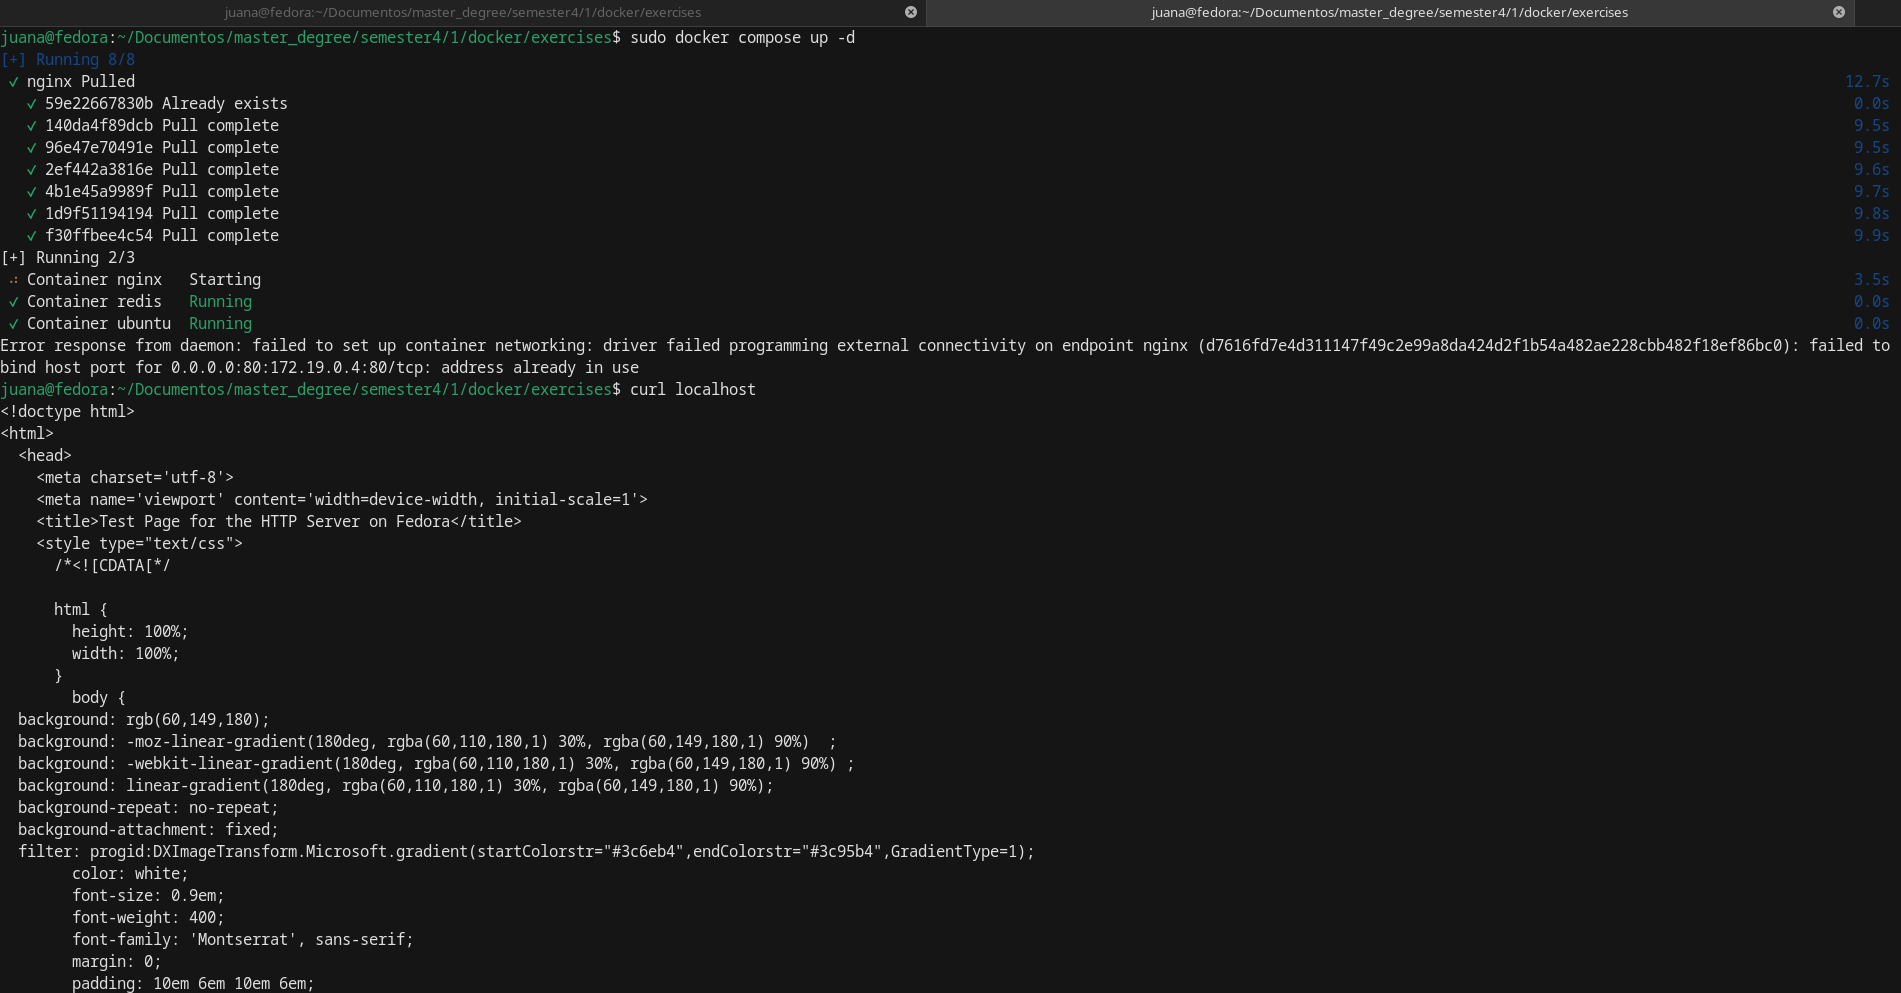 juana@fedora:~/Documentos/master_degree/semester4/1/docker/exercises
juana@fedora:~/Documentos/master_degree/semester4/1/docker/exercises
juana@fedora:~/Documentos/master_degree/semester4/1/docker/exercises$ sudo docker compose up -d
[+] Running 8/8
✓ nginx Pulled 12.7s
✓ 59e22667830b Already exists 0.0s
✓ 140da4f89dcb Pull complete 9.5s
✓ 96e47e70491e Pull complete 9.5s
✓ 2ef442a3816e Pull complete 9.6s
✓ 4b1e45a9989f Pull complete 9.7s
✓ 1d9f51194194 Pull complete 9.8s
✓ f30ffbee4c54 Pull complete 9.9s
[+] Running 2/3
⠴ Container nginx Starting 3.5s
✓ Container redis Running 0.0s
✓ Container ubuntu Running 0.0s
Error response from daemon: failed to set up container networking: driver failed programming external connectivity on endpoint nginx (d7616fd7e4d311147f49c2e99a8da424d2f1b54a482ae228cbb482f18ef86bc0): failed to
bind host port for 0.0.0.0:80:172.19.0.4:80/tcp: address already in use
juana@fedora:~/Documentos/master_degree/semester4/1/docker/exercises$ curl localhost
<!doctype html>
<html>
  <head>
    <meta charset='utf-8'>
    <meta name='viewport' content='width=device-width, initial-scale=1'>
    <title>Test Page for the HTTP Server on Fedora</title>
    <style type="text/css">
      /*<![CDATA[*/
      html {
        height: 100%;
        width: 100%;
      }
        body {
  background: rgb(60,149,180);
  background: -moz-linear-gradient(180deg, rgba(60,110,180,1) 30%, rgba(60,149,180,1) 90%)  ;
  background: -webkit-linear-gradient(180deg, rgba(60,110,180,1) 30%, rgba(60,149,180,1) 90%) ;
  background: linear-gradient(180deg, rgba(60,110,180,1) 30%, rgba(60,149,180,1) 90%);
  background-repeat: no-repeat;
  background-attachment: fixed;
  filter: progid:DXImageTransform.Microsoft.gradient(startColorstr="#3c6eb4",endColorstr="#3c95b4",GradientType=1);
        color: white;
        font-size: 0.9em;
        font-weight: 400;
        font-family: 'Montserrat', sans-serif;
        margin: 0;
        padding: 10em 6em 10em 6em;